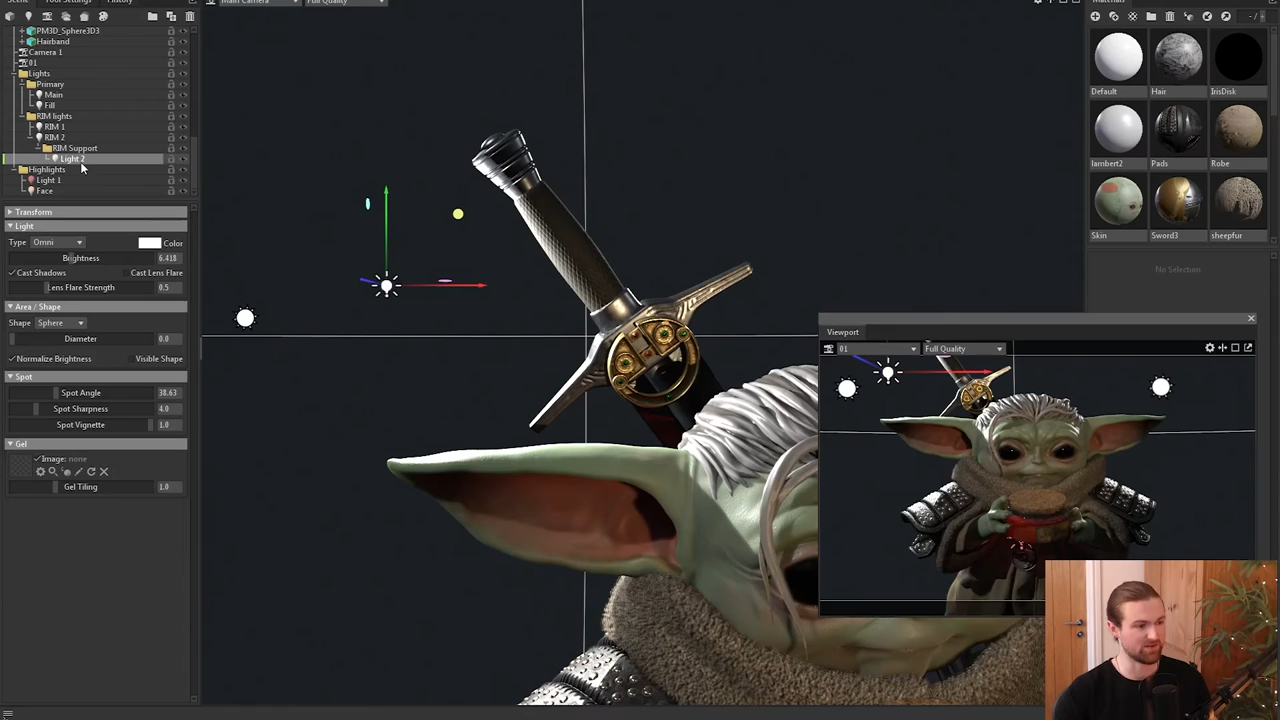 Scene Tool Settings History
Main Camera Full Quality
Materials
PM3D_Sphere3D3
Hairband
Camera 1
01
Lights
Primary
Main
Fill
RIM lights
RIM 1
RIM 2
RIM Support
Light 2
Highlights
Light 1
Face
Transform
Light
Type Omni Color
Brightness 6.418
Cast Shadows Cast Lens Flare
Lens Flare Strength 0.5
Area / Shape
Shape Sphere
Diameter 0.0
Normalize Brightness Visible Shape
Spot
Spot Angle 38.63
Spot Sharpness 4.0
Spot Vignette 1.0
Gel
Image: none
Gel Tiling 1.0
Default Hair IrisDisk
lambert2 Pads Robe
Skin Sword3 sheepfur
No Selection
Viewport
01 Full Quality